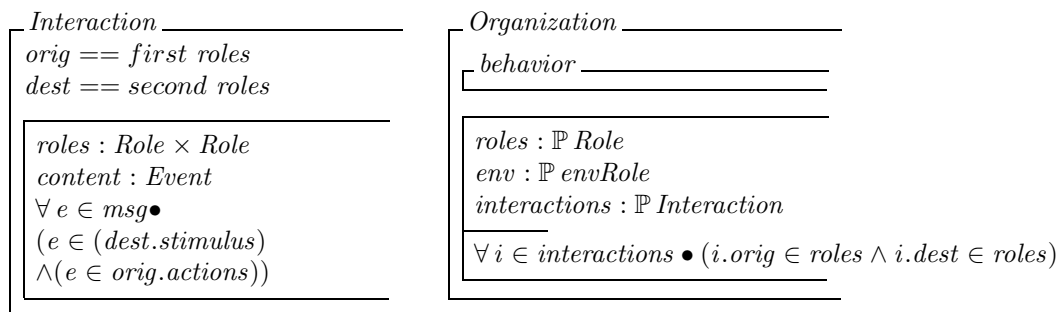 Interaction
orig == first roles
dest == second roles
roles : Role × Role
content : Event
∀ e ∈ msg•
(e ∈ (dest.stimulus)
∧(e ∈ orig.actions))
Organization
behavior
roles : ℙ Role
env : ℙ envRole
interactions : ℙ Interaction
∀ i ∈ interactions • (i.orig ∈ roles ∧ i.dest ∈ roles)